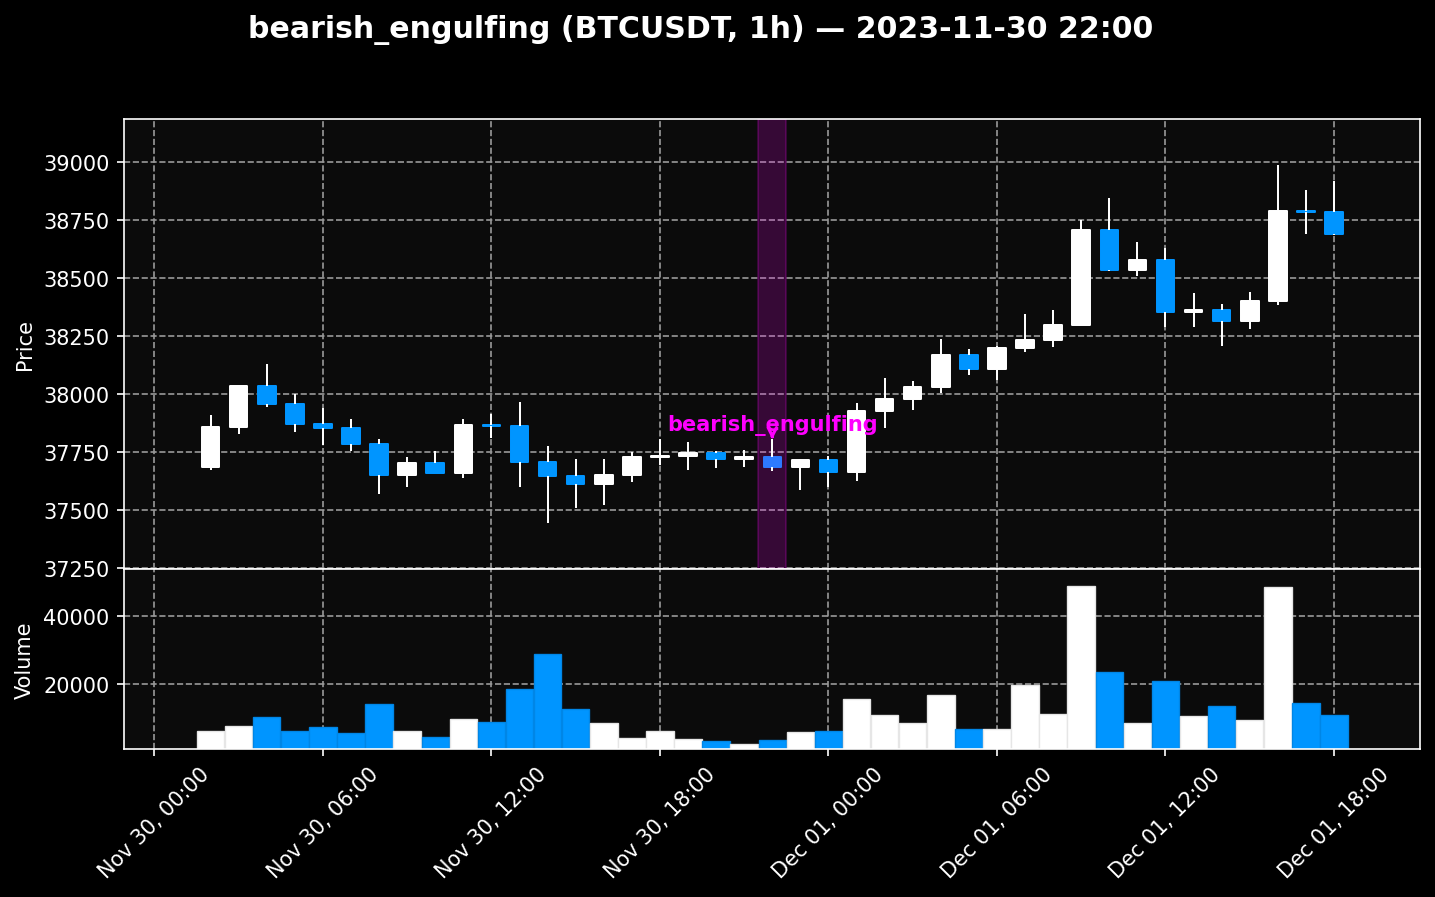 bearish_engulfing (BTCUSDT, 1h) — 2023-11-30 22:00
Price
39000
38750
38500
38250
38000
37750
37500
37250
bearish_engulfing
Volume
40000
20000
Nov 30, 00:00
Nov 30, 06:00
Nov 30, 12:00
Nov 30, 18:00
Dec 01, 00:00
Dec 01, 06:00
Dec 01, 12:00
Dec 01, 18:00